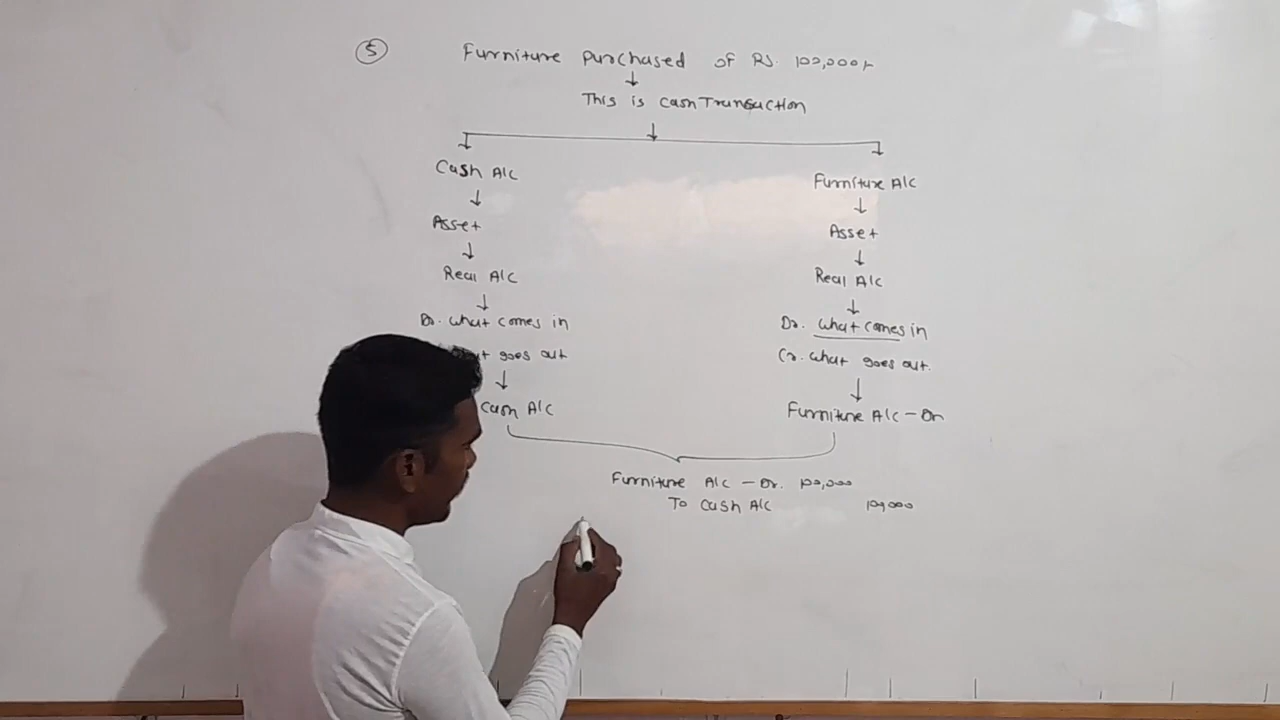 5 Furniture purchased of Rs. 100,000/-
This is cash Transaction
Cash A/c Furniture A/c
Asset Asset
Real A/c Real A/c
Dr. What comes in Dr. what comes in
goes out Cr. what goes out.
Cash A/c Furniture A/c - Dr
Furniture A/c - Dr. 100,000
To Cash A/c 100,000